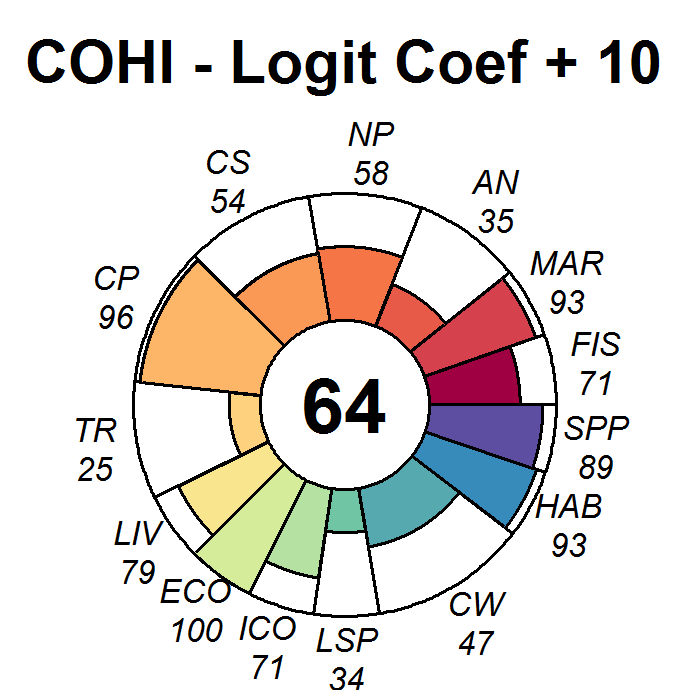 COHI - Logit Coef + 10
NP
58
CS
54
AN
35
MAR
93
CP
96
FIS
71
64
SPP
89
TR
25
HAB
93
LIV
79
ECO
100
ICO
71
LSP
34
CW
47